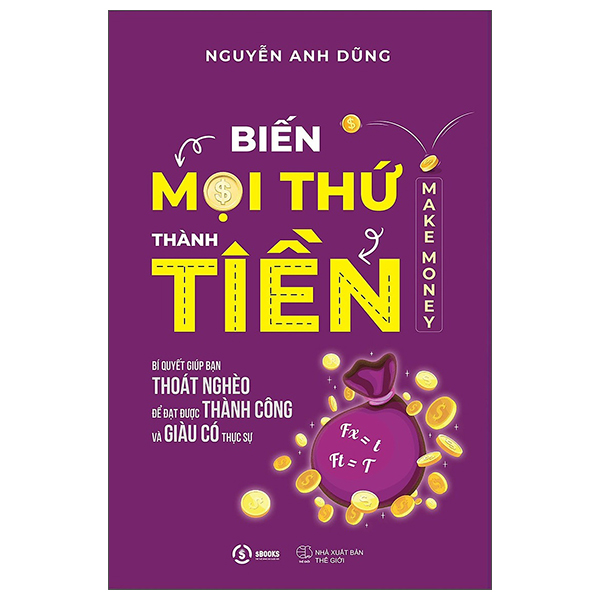 NGUYỄN ANH DŨNG
BIẾN
MỌI THỨ
THÀNH
TIỀN
MAKE MONEY
BÍ QUYẾT GIÚP BẠN
THOÁT NGHÈO
ĐỂ ĐẠT ĐƯỢC THÀNH CÔNG
VÀ GIÀU CÓ THỰC SỰ
Fx = t
Ft = T
SBOOKS
NHÀ XUẤT BẢN
THẾ GIỚI